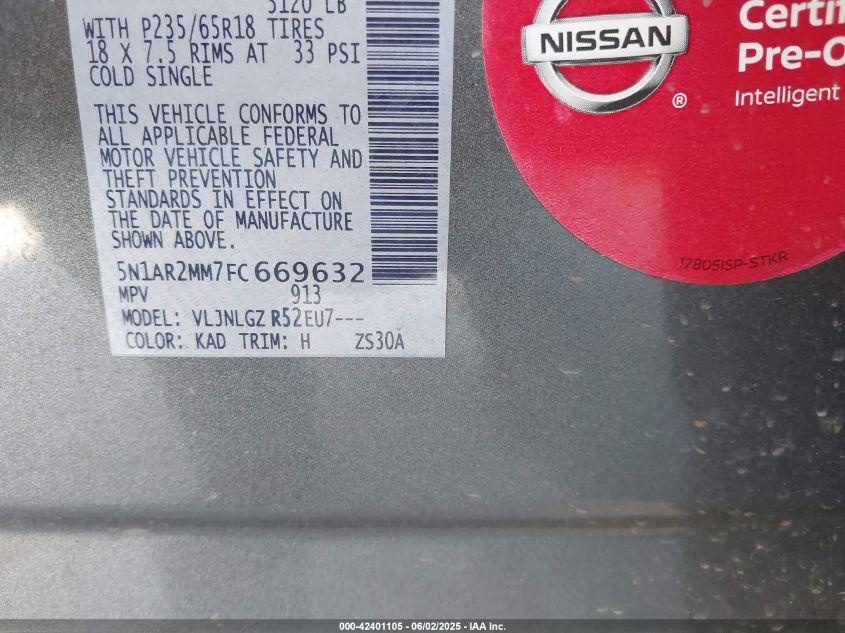 3120 LB
WITH P235/65R18 TIRES
18 X 7.5 RIMS AT 33 PSI
COLD SINGLE
THIS VEHICLE CONFORMS TO
ALL APPLICABLE FEDERAL
MOTOR VEHICLE SAFETY AND
THEFT PREVENTION
STANDARDS IN EFFECT ON
THE DATE OF MANUFACTURE
SHOWN ABOVE.
5N1AR2MM7FC669632
MPV 913
MODEL: VLJNLGZ R52EU7---
COLOR: KAD TRIM: H ZS30A
NISSAN
®
Certif
Pre-O
Intelligent
17805ISP-STKR
000-42401105 - 06/02/2025 - IAA Inc.